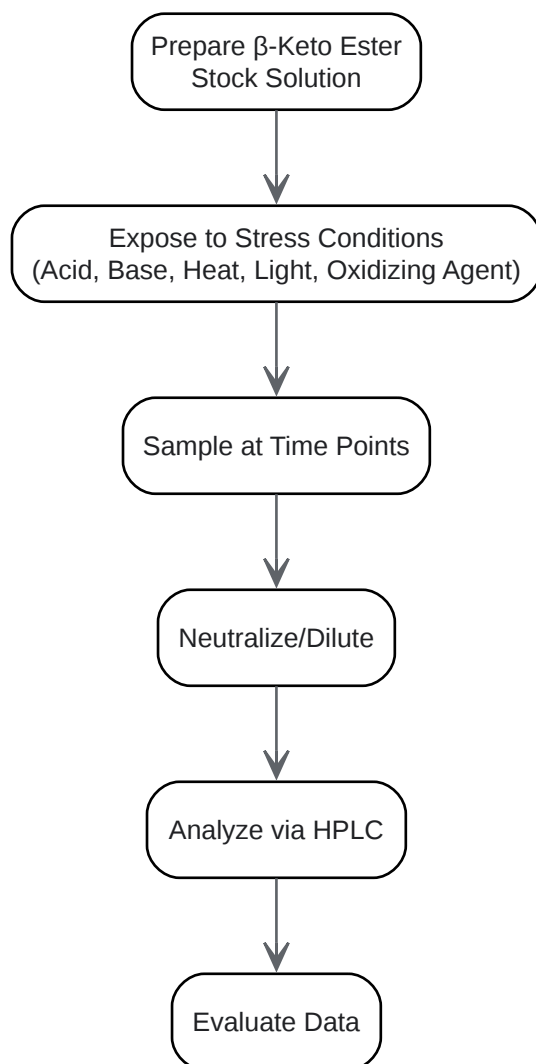 Prepare β-Keto Ester
Stock Solution
Expose to Stress Conditions
(Acid, Base, Heat, Light, Oxidizing Agent)
Sample at Time Points
Neutralize/Dilute
Analyze via HPLC
Evaluate Data